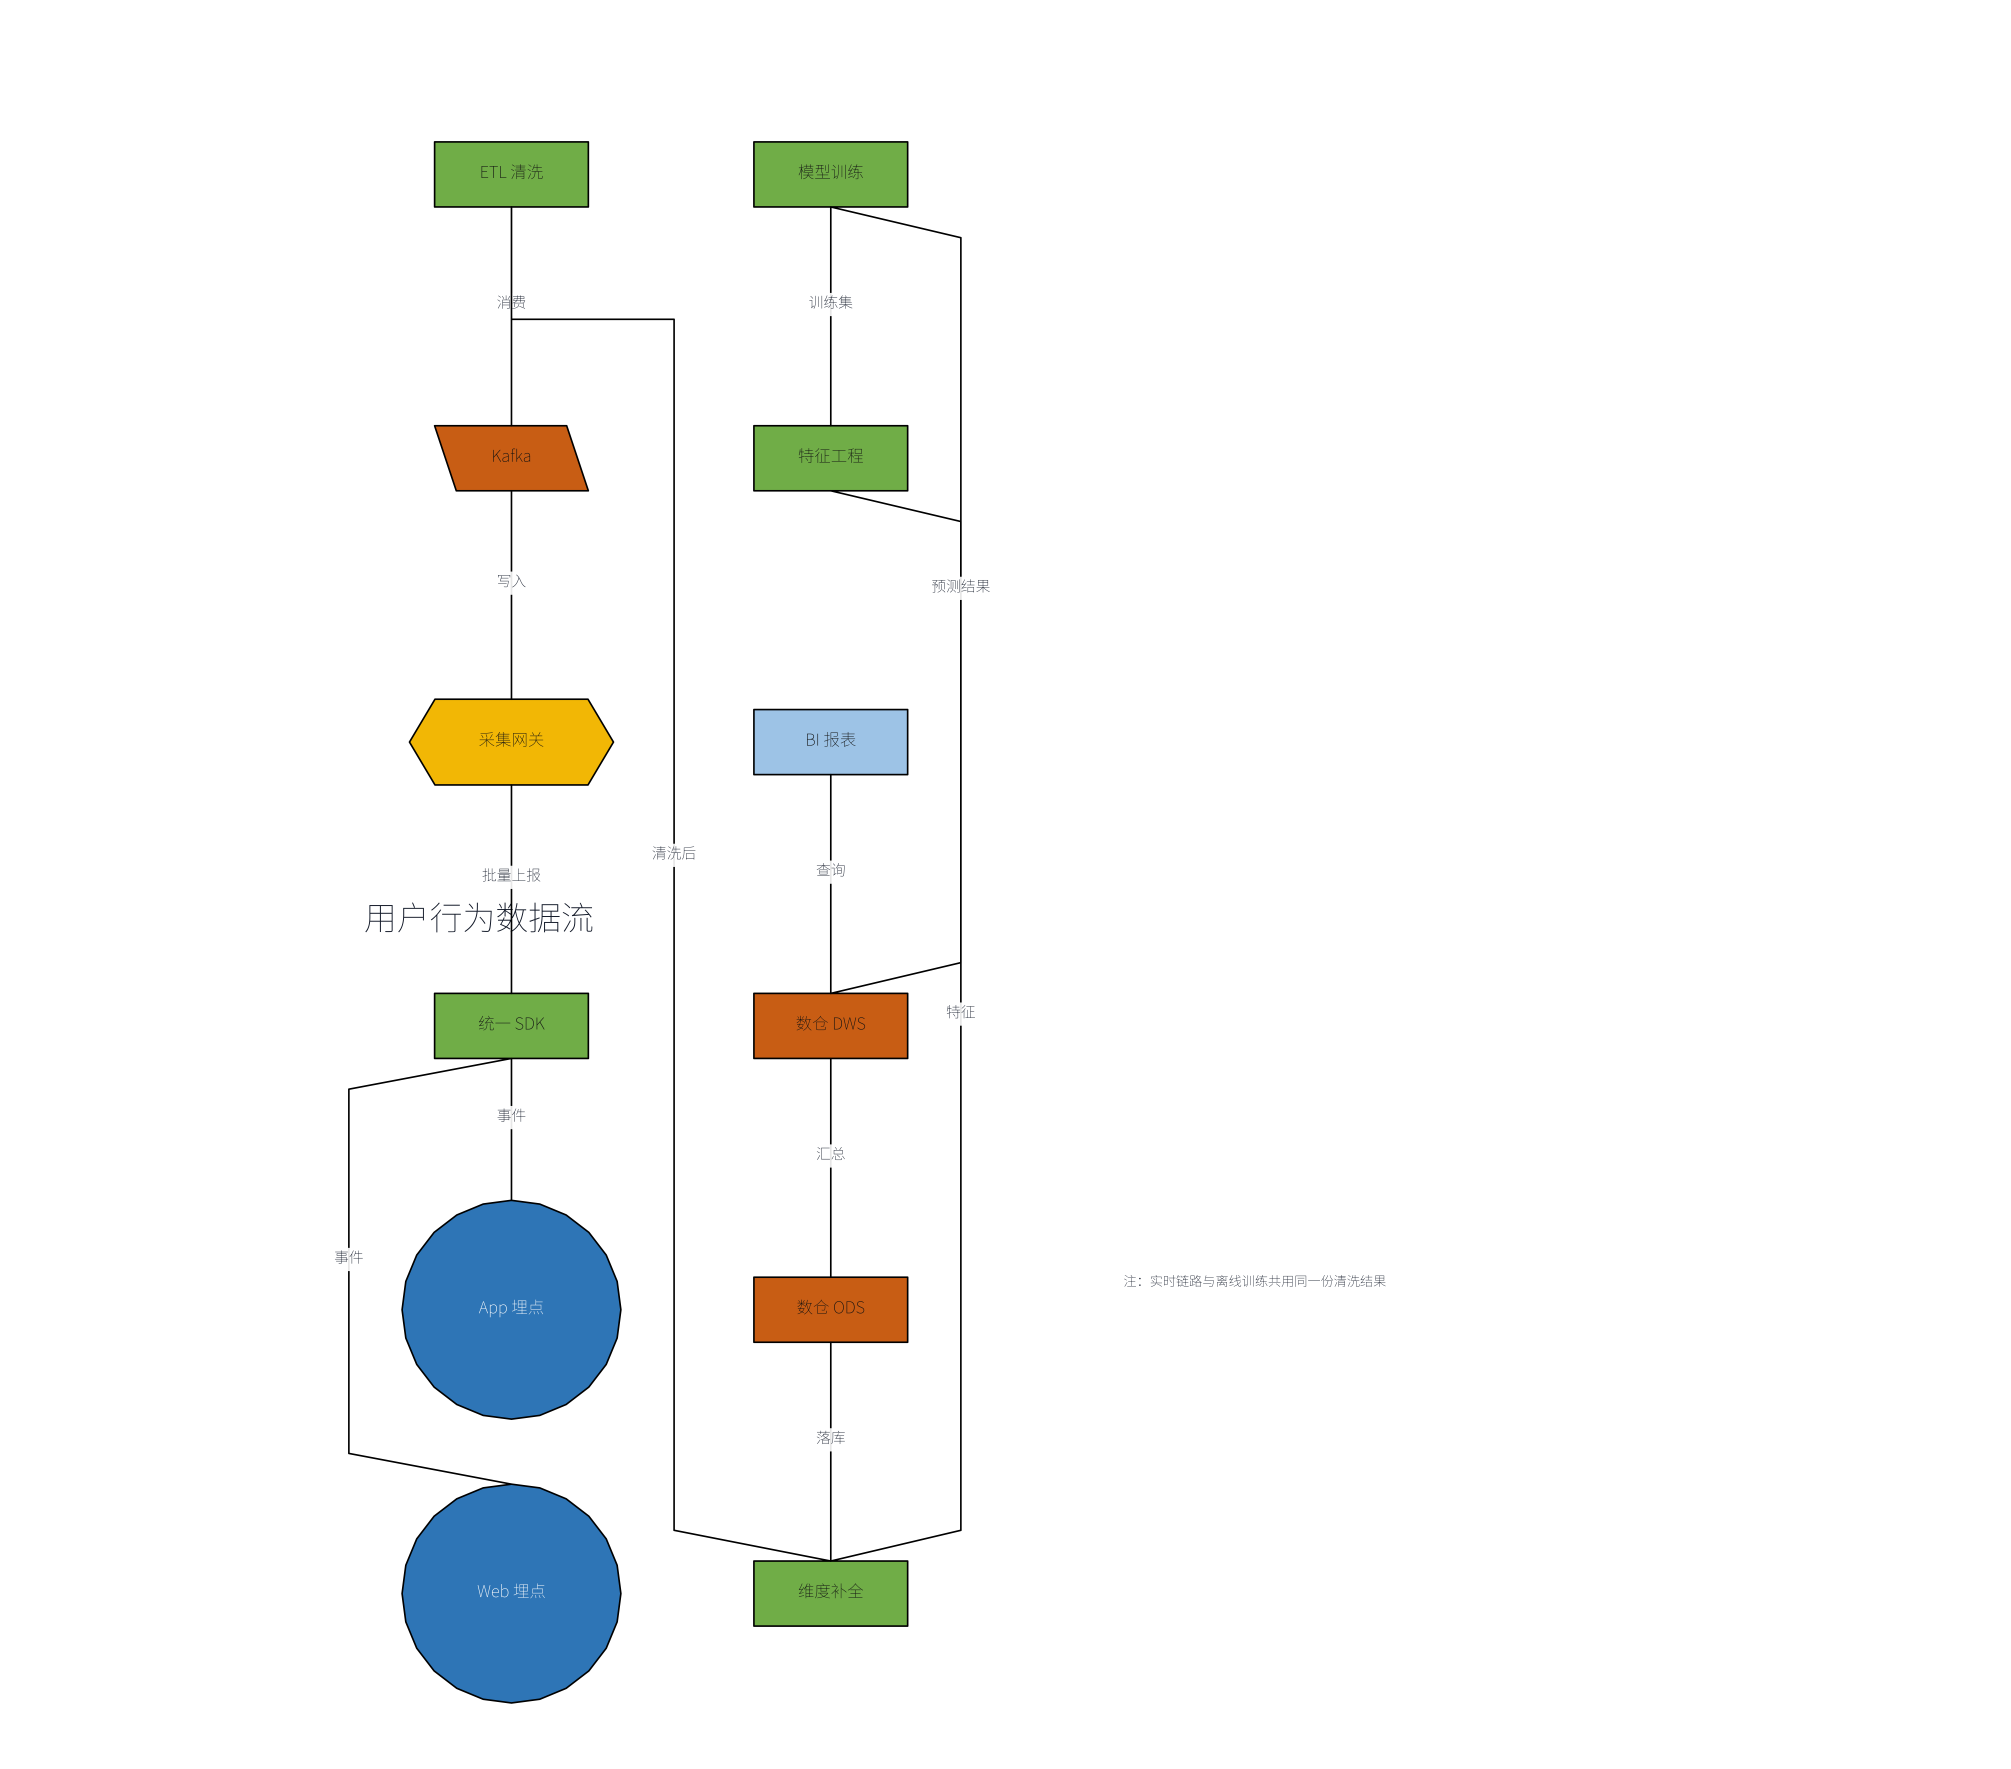 ETL 清洗
模型训练
消费
训练集
Kafka
特征工程
写入
预测结果
采集网关
BI 报表
清洗后
查询
批量上报
用户行为数据流
统一 SDK
数仓 DWS
特征
事件
汇总
事件
App 埋点
数仓 ODS
注：实时链路与离线训练共用同一份清洗结果
落库
Web 埋点
维度补全